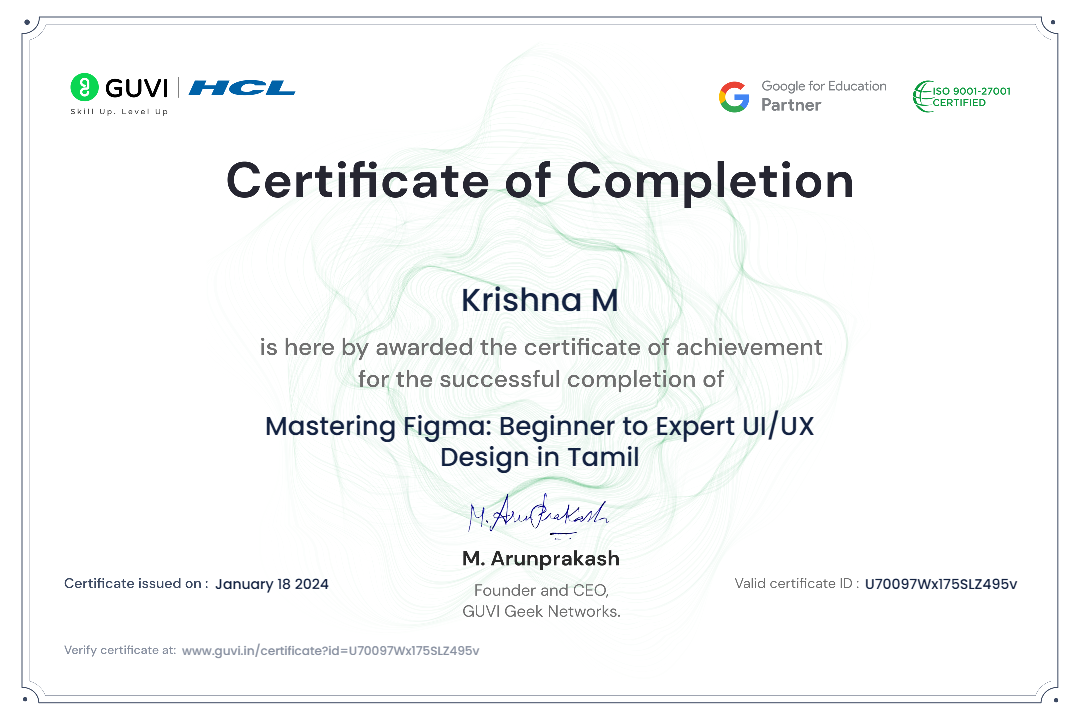 GUVI HCL
Skill Up. Level Up
Google for Education
Partner
ISO 9001-27001
CERTIFIED
Certificate of Completion
Krishna M
is here by awarded the certificate of achievement
for the successful completion of
Mastering Figma: Beginner to Expert UI/UX
Design in Tamil
M. Arunprakash
M. Arunprakash
Founder and CEO,
GUVI Geek Networks.
Certificate issued on : January 18 2024
Valid certificate ID : U70097Wx175SLZ495v
Verify certificate at: www.guvi.in/certificate?id=U70097Wx175SLZ495v